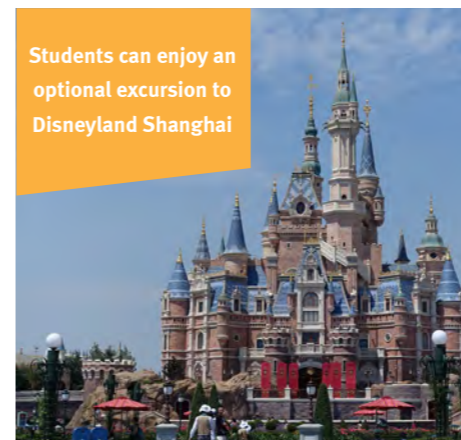 Students can enjoy an
optional excursion to
Disneyland Shanghai